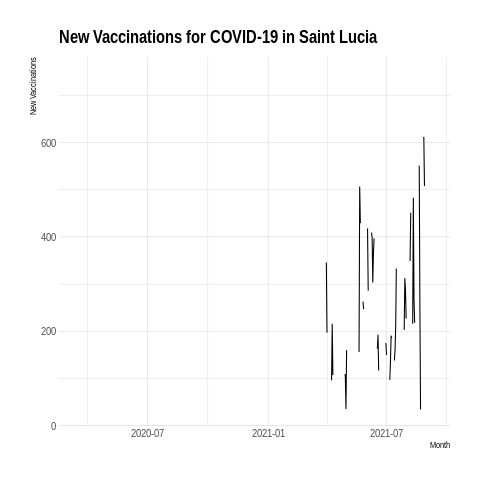 New Vaccinations for COVID-19 in Saint Lucia
New Vaccinations
600
400
200
0
2020-07 2021-01 2021-07
Month